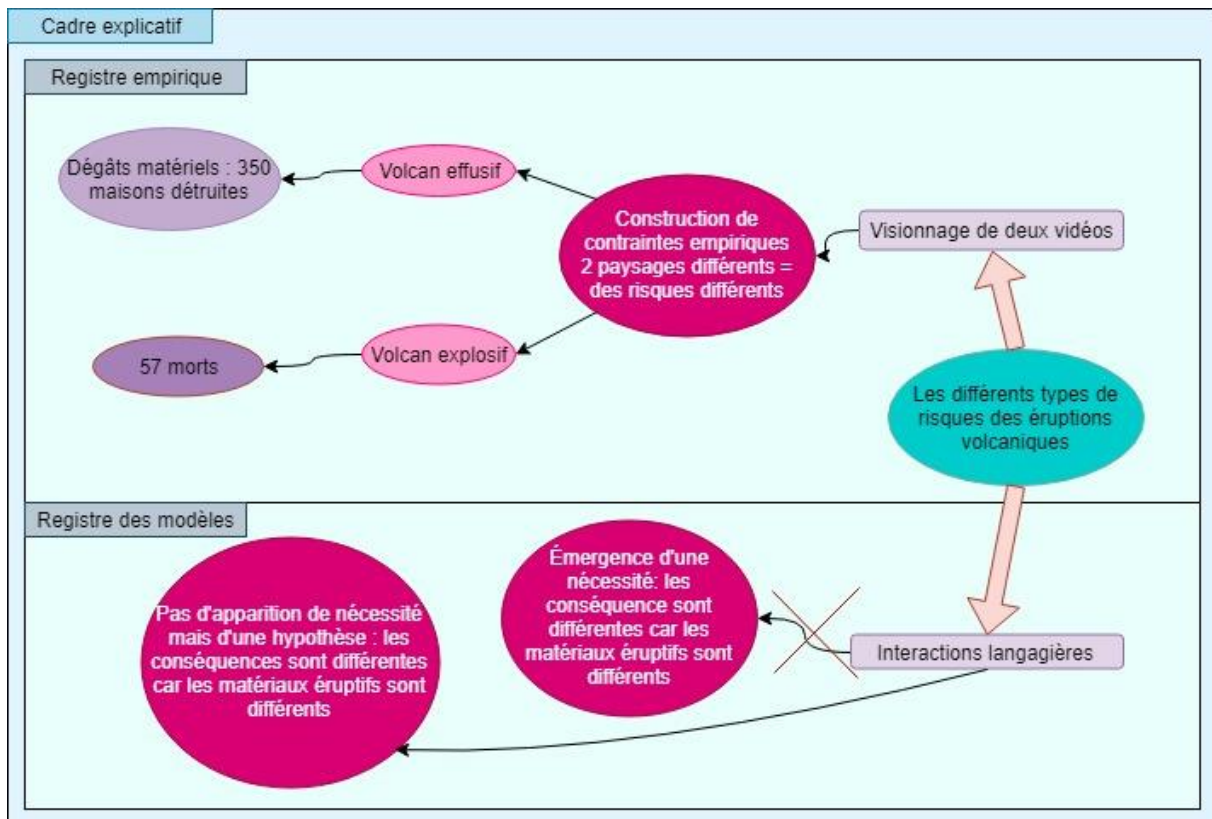 Cadre explicatif
Registre empirique
Dégâts matériels : 350
maisons détruites
Volcan effusif
Construction de
contraintes empiriques
2 paysages différents =
des risques différents
Visionnage de deux vidéos
57 morts
Volcan explosif
Les différents types de
risques des éruptions
volcaniques
Registre des modèles
Pas d'apparition de nécessité
mais d'une hypothèse : les
conséquences sont différentes
car les matériaux éruptifs sont
différents
Émergence d'une
nécessité: les
conséquence sont
différentes car les
matériaux éruptifs sont
différents
Interactions langagières